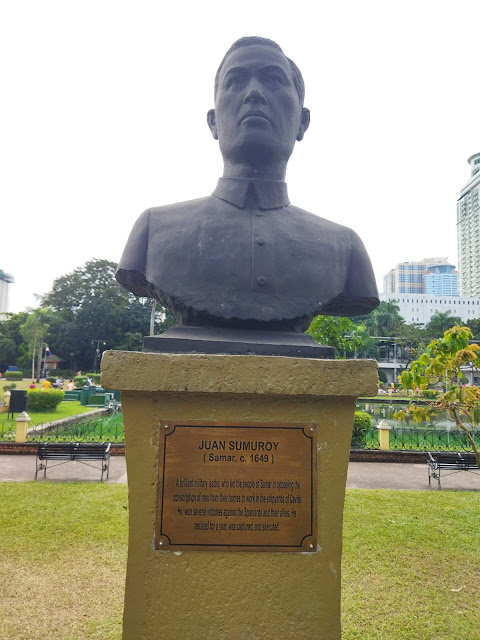 JUAN SUMUROY
( Samar, c. 1649 )
A brilliant military leader, who led the people of Samar in opposing the
conscription of men from their homes to work in the shipyards of Cavite.
He won several victories against the Spaniards and their allies. He
resisted for a year, was captured, and executed.